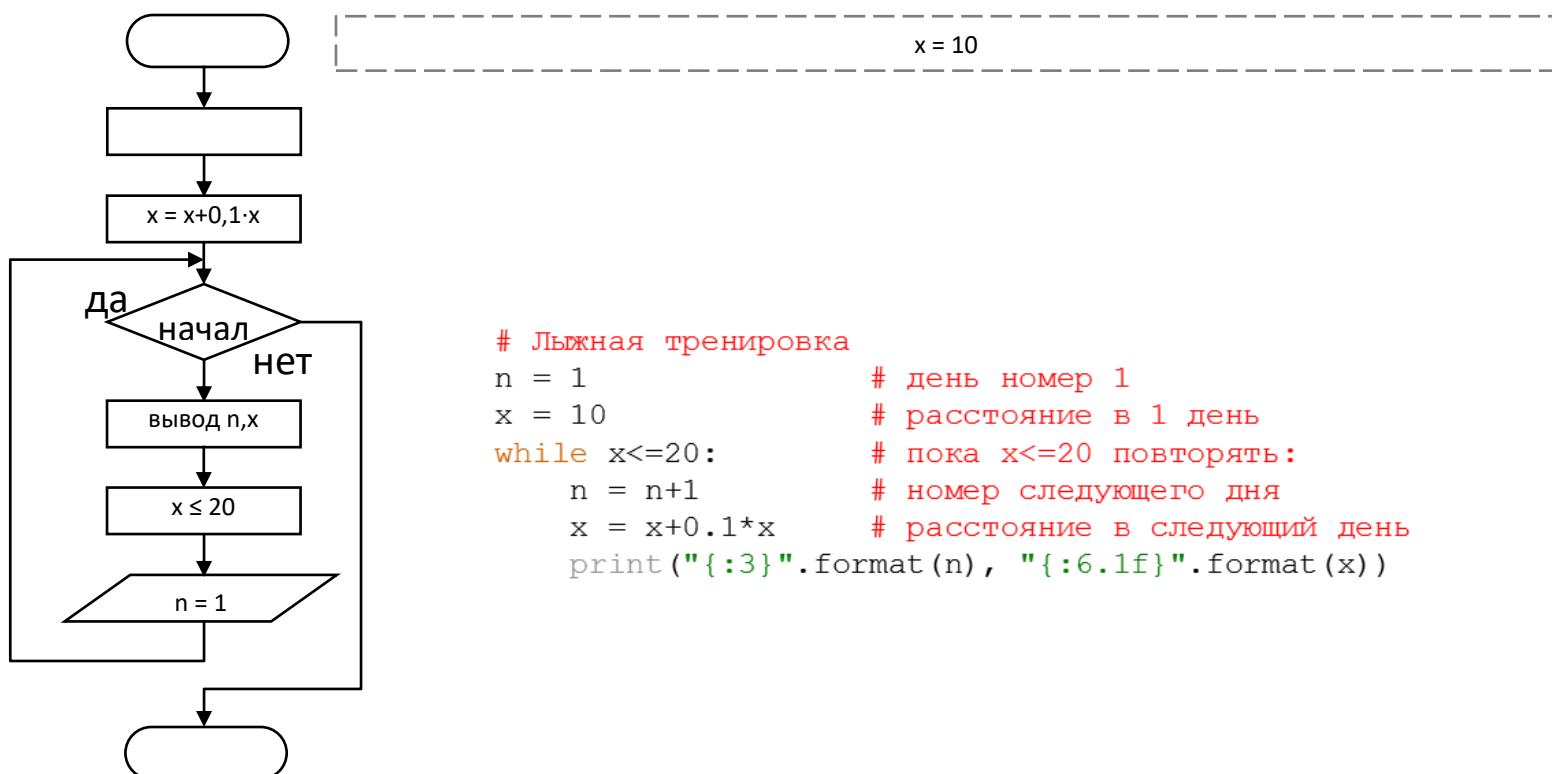 x = 10
x = x+0,1·x
да
начал
нет
вывод n,x
x ≤ 20
n = 1
# Лыжная тренировка
n = 1 # день номер 1
x = 10 # расстояние в 1 день
while x<=20: # пока x<=20 повторять:
n = n+1 # номер следующего дня
x = x+0.1*x # расстояние в следующий день
print("{:3}".format(n), "{:6.1f}".format(x))